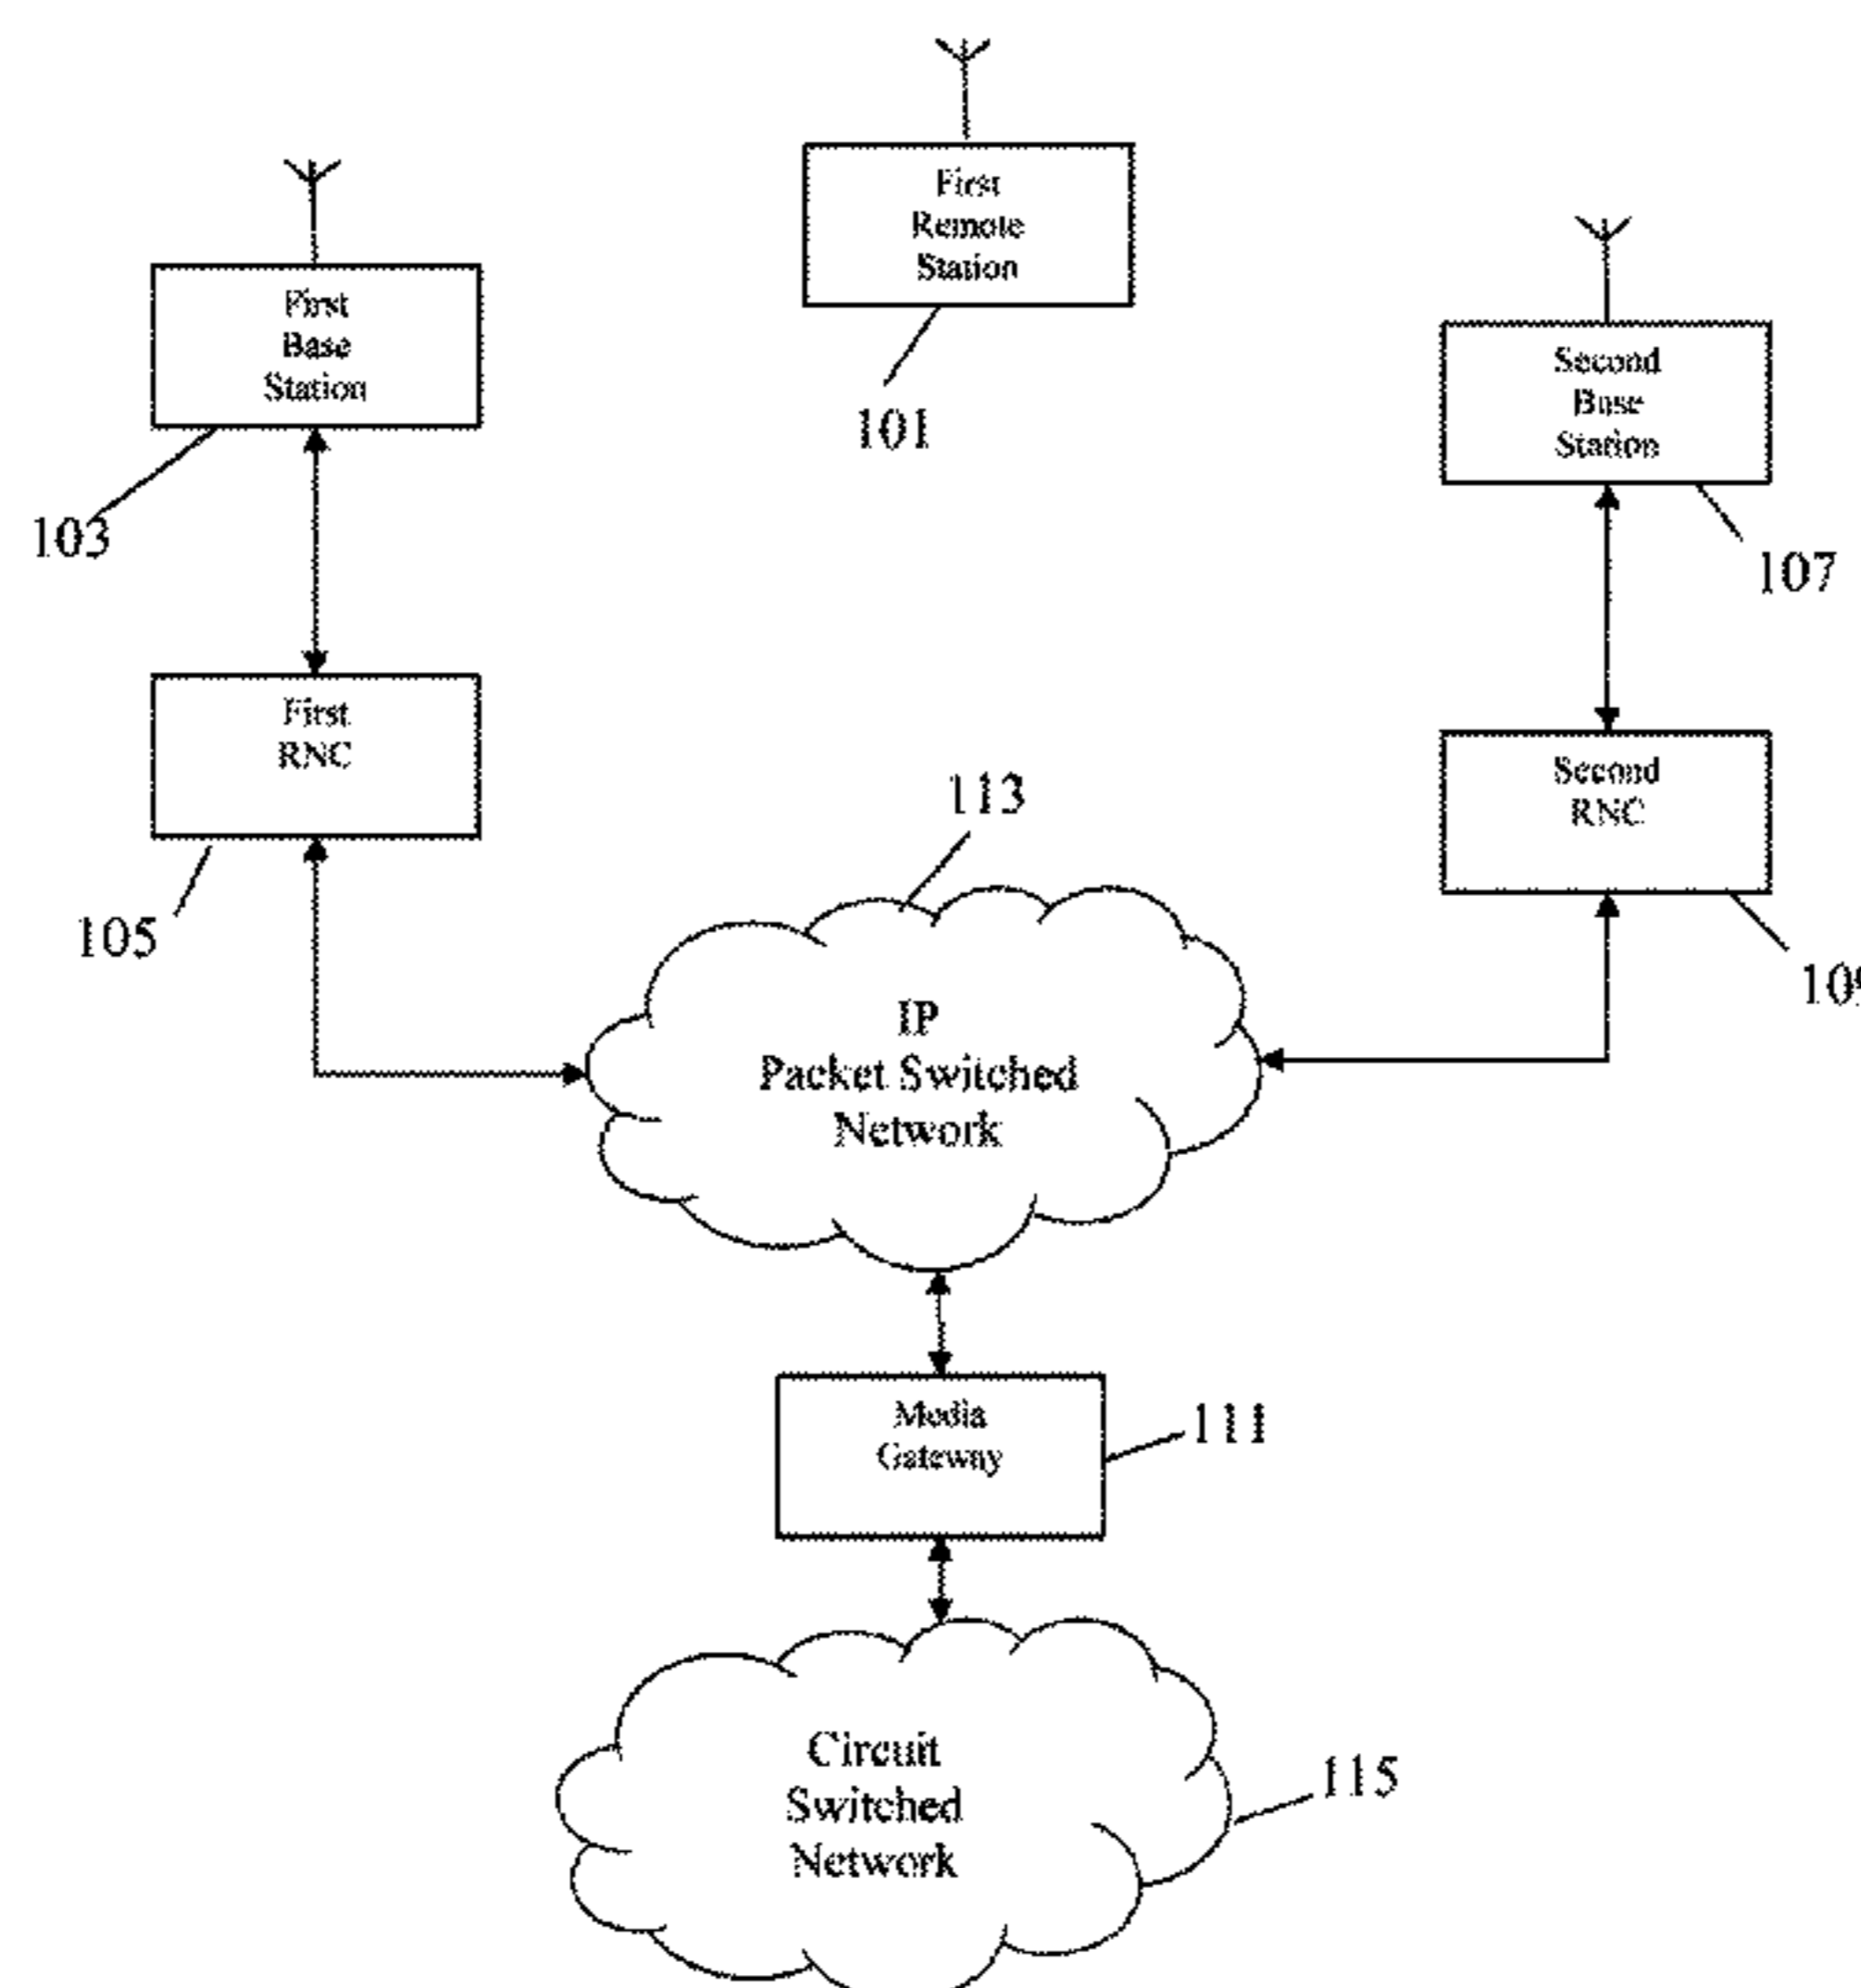 First
Remote
Station
101
First
Base
Station
103
Second
Base
Station
107
First
RNC
105
Second
RNC
113
IP
Packet Switched
Network
Media
Gateway
111
Circuit
Switched
Network
115